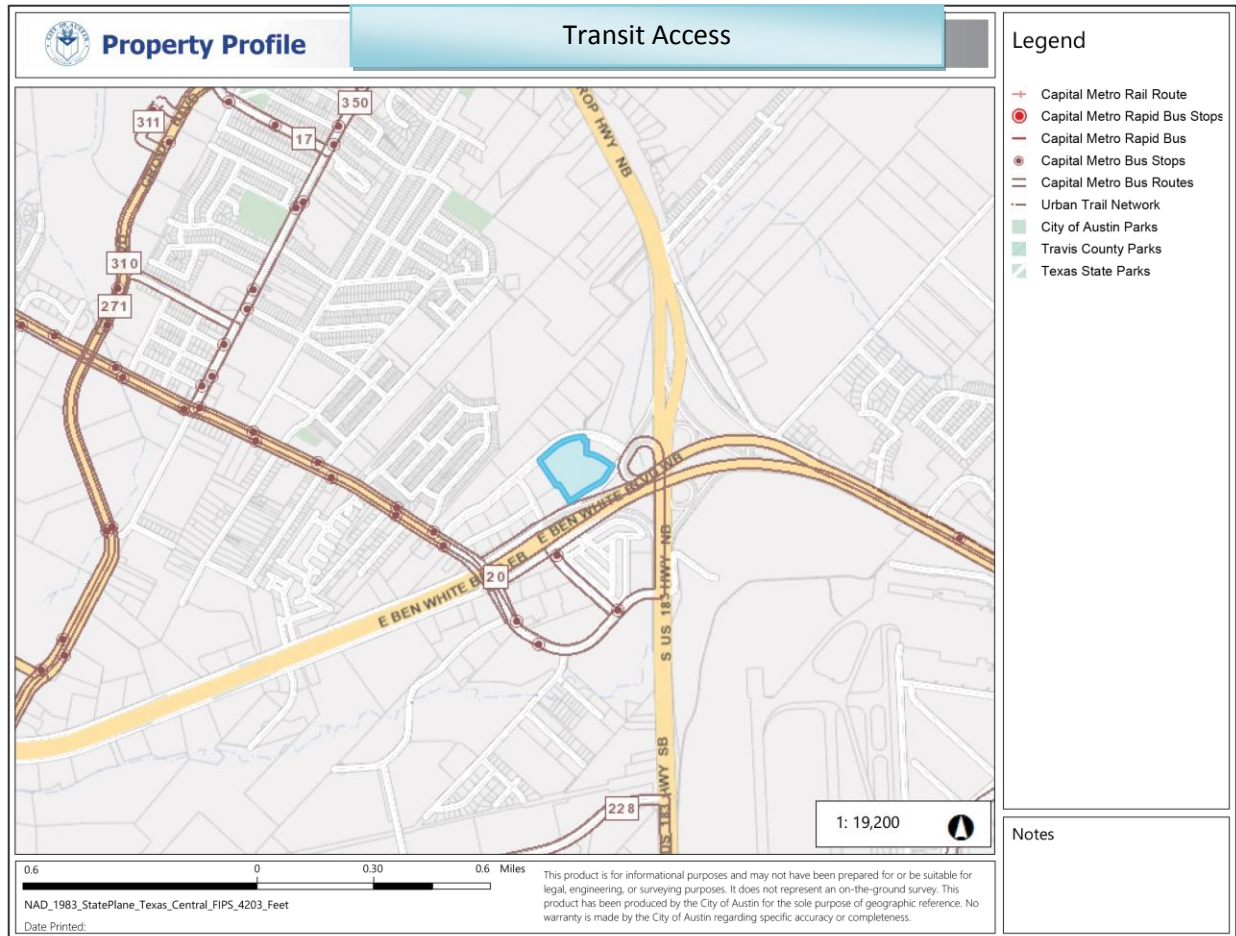 CITY OF AUSTIN
Property Profile
Transit Access
Legend
Capital Metro Rail Route
Capital Metro Rapid Bus Stops
Capital Metro Rapid Bus
Capital Metro Bus Stops
Capital Metro Bus Routes
Urban Trail Network
City of Austin Parks
Travis County Parks
Texas State Parks
350
311
17
ROP HWY NB
310
271
E BEN WHITE BLVD WB
20
E BEN WHITE
EB
S US 183 HWY NB
US 183 HWY SB
228
1: 19,200
Notes
0.6 0 0.30 0.6 Miles
NAD_1983_StatePlane_Texas_Central_FIPS_4203_Feet
Date Printed:
This product is for informational purposes and may not have been prepared for or be suitable for
legal, engineering, or surveying purposes. It does not represent an on-the-ground survey. This
product has been produced by the City of Austin for the sole purpose of geographic reference. No
warranty is made by the City of Austin regarding specific accuracy or completeness.